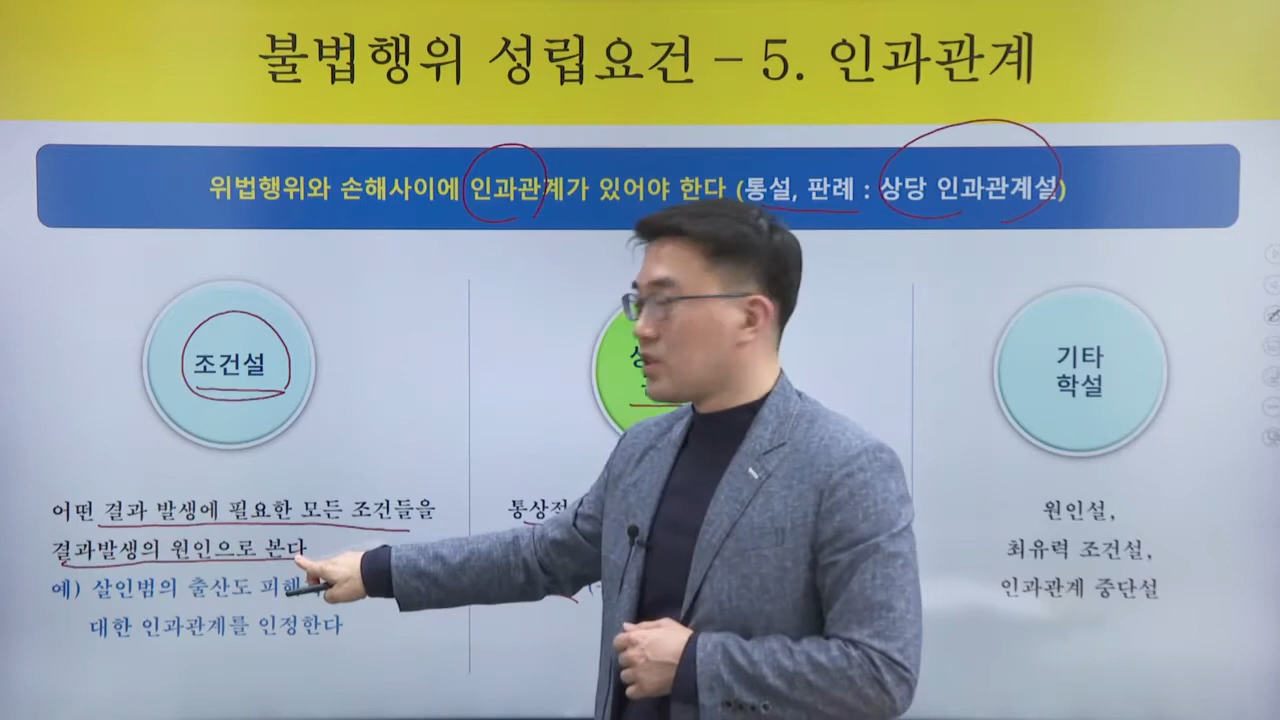 불법행위 성립요건 – 5. 인과관계
위법행위와 손해사이에 인과관계가 있어야 한다 (통설, 판례 : 상당 인과관계설)
조건설
기타
학설
어떤 결과 발생에 필요한 모든 조건들을
결과발생의 원인으로 본다
예) 살인범의 출산도
대한 인과관계를 인정한다
원인설,
최유력 조건설,
인과관계 중단설